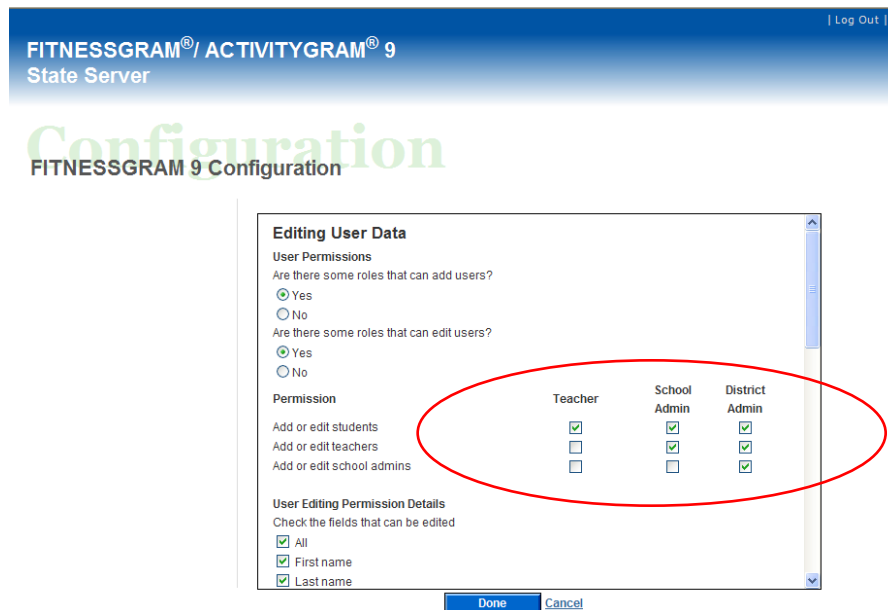 | Log Out |
FITNESSGRAM®/ ACTIVITYGRAM® 9
State Server
Configuration
FITNESSGRAM 9 Configuration
Editing User Data
User Permissions
Are there some roles that can add users?
Yes
No
Are there some roles that can edit users?
Yes
No
Permission Teacher School Admin District Admin
Add or edit students
Add or edit teachers
Add or edit school admins
User Editing Permission Details
Check the fields that can be edited
All
First name
Last name
Done Cancel